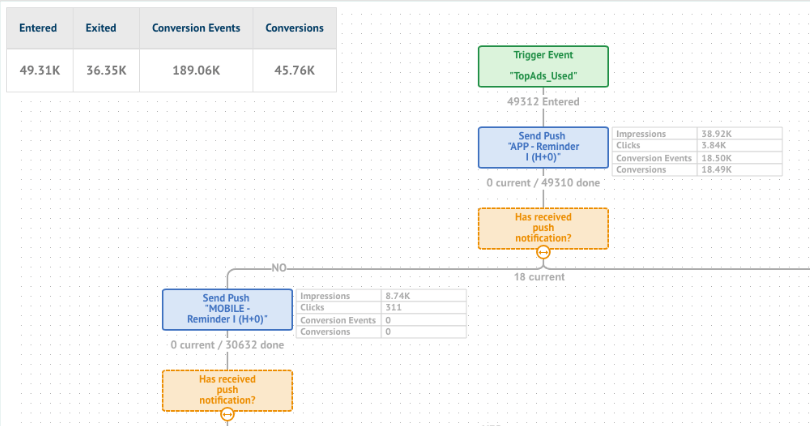 Entered Exited Conversion Events Conversions
49.31K 36.35K 189.06K 45.76K
Trigger Event
"TopAds_Used"
49312 Entered
Send Push
"APP - Reminder
I (H+0)"
Impressions 38.92K
Clicks 3.84K
Conversion Events 18.50K
Conversions 18.49K
0 current / 49310 done
Has received
push
notification?
NO
18 current
Send Push
"MOBILE -
Reminder I (H+0)"
Impressions 8.74K
Clicks 311
Conversion Events 0
Conversions 0
0 current / 30632 done
Has received
push
notification?